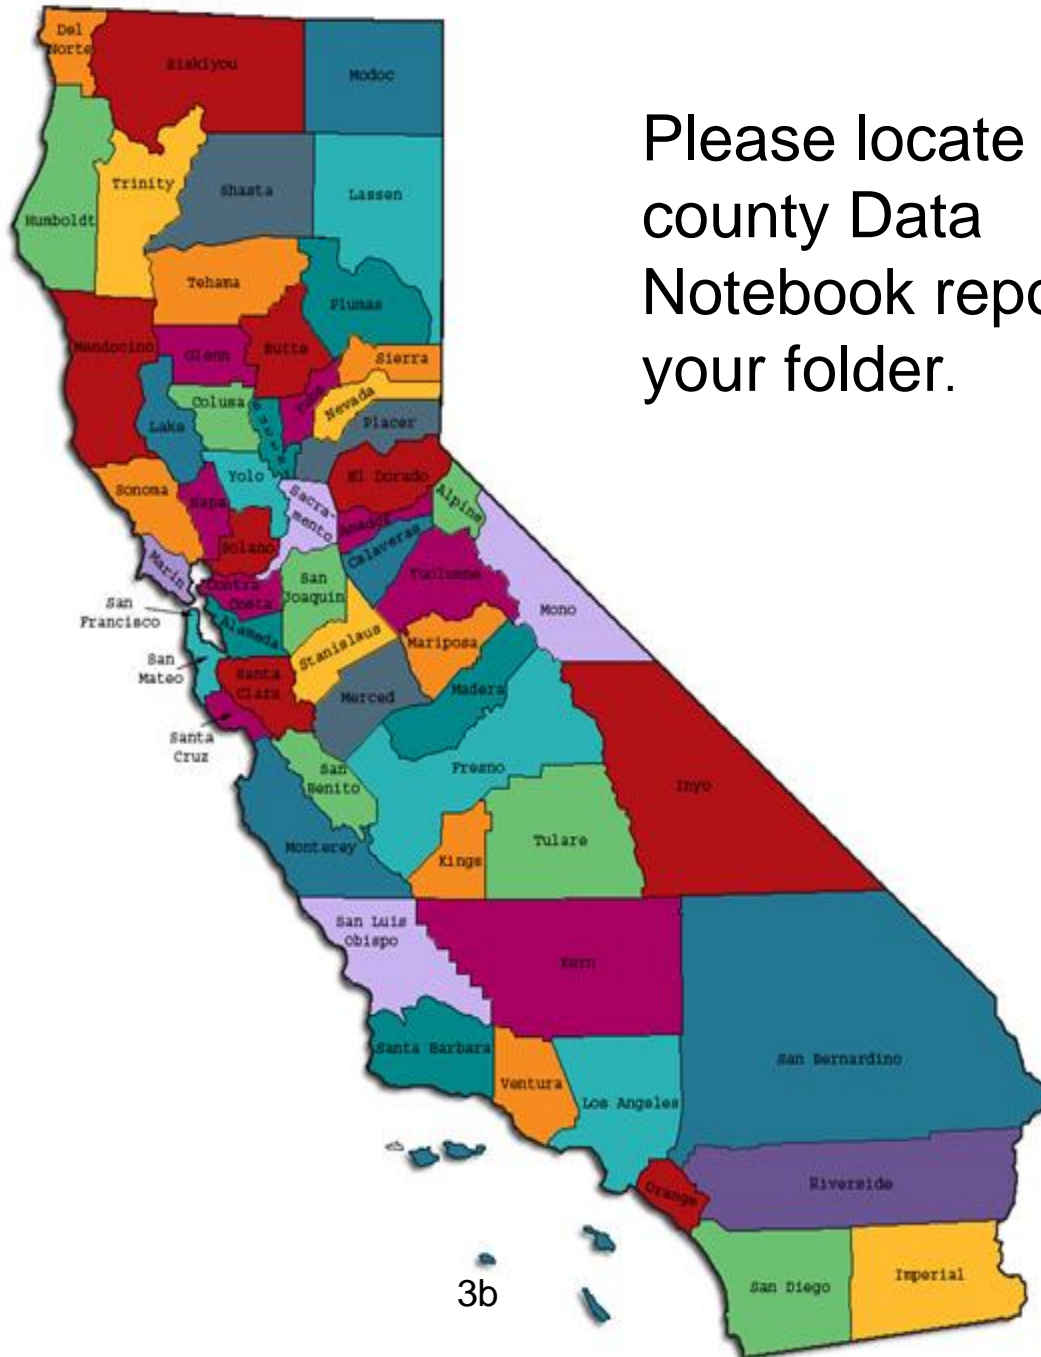 Please locate
county Data
Notebook repo
your folder.
Del
Norte
Siskiyou
Modoc
Humboldt
Trinity
Shasta
Lassen
Tehama
Plumas
Mendocino
Glenn
Butte
Sierra
Lake
Colusa
Yuba
Nevada
Placer
Sonoma
Napa
Yolo
Sacra-
mento
El Dorado
Alpine
Amador
Solano
Calaveras
Marin
Contra
Costa
San
Joaquin
Tuolumne
Mono
San
Francisco
Alameda
Stanislaus
Mariposa
San
Mateo
Santa
Clara
Merced
Madera
Santa
Cruz
San
Benito
Fresno
Inyo
Monterey
Kings
Tulare
San Luis
Obispo
Kern
Santa Barbara
Ventura
Los Angeles
San Bernardino
Orange
Riverside
San Diego
Imperial
3b